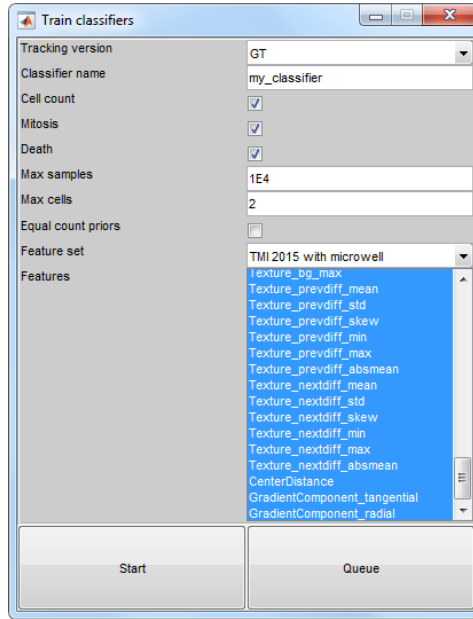 Train classifiers
Tracking version
GT
Classifier name
my_classifier
Cell count
Mitosis
Death
Max samples
1E4
Max cells
2
Equal count priors
Feature set
TMI 2015 with microwell
Features
Texture_bg_max
Texture_prevdiff_mean
Texture_prevdiff_std
Texture_prevdiff_skew
Texture_prevdiff_min
Texture_prevdiff_max
Texture_prevdiff_absmean
Texture_nextdiff_mean
Texture_nextdiff_std
Texture_nextdiff_skew
Texture_nextdiff_min
Texture_nextdiff_max
Texture_nextdiff_absmean
CenterDistance
GradientComponent_tangential
GradientComponent_radial
Start
Queue